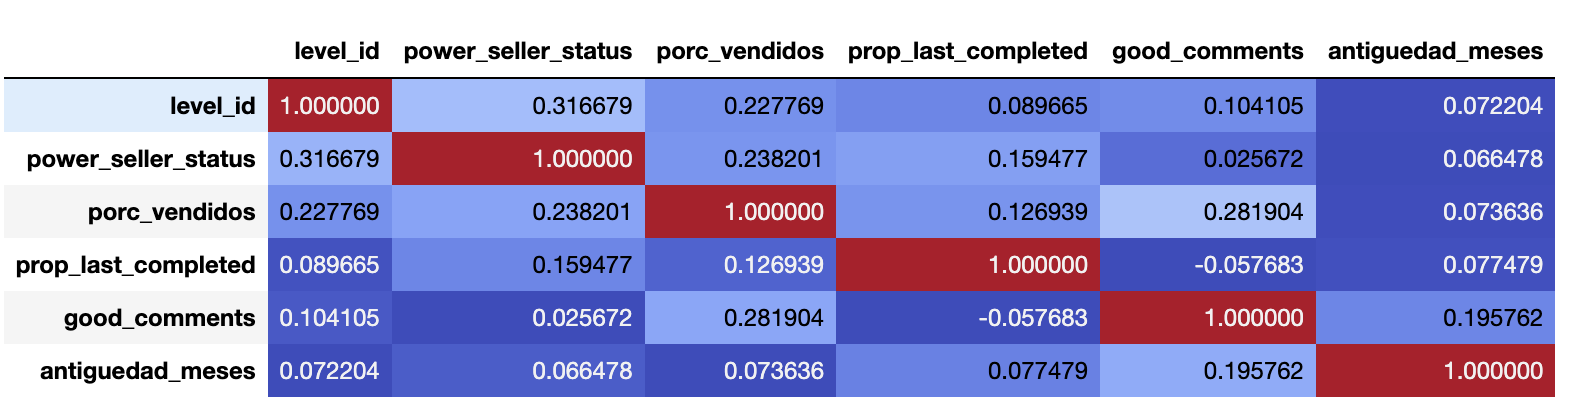 level_id power_seller_status porc_vendidos prop_last_completed good_comments antiguedad_meses
level_id 1.000000 0.316679 0.227769 0.089665 0.104105 0.072204
power_seller_status 0.316679 1.000000 0.238201 0.159477 0.025672 0.066478
porc_vendidos 0.227769 0.238201 1.000000 0.126939 0.281904 0.073636
prop_last_completed 0.089665 0.159477 0.126939 1.000000 -0.057683 0.077479
good_comments 0.104105 0.025672 0.281904 -0.057683 1.000000 0.195762
antiguedad_meses 0.072204 0.066478 0.073636 0.077479 0.195762 1.000000